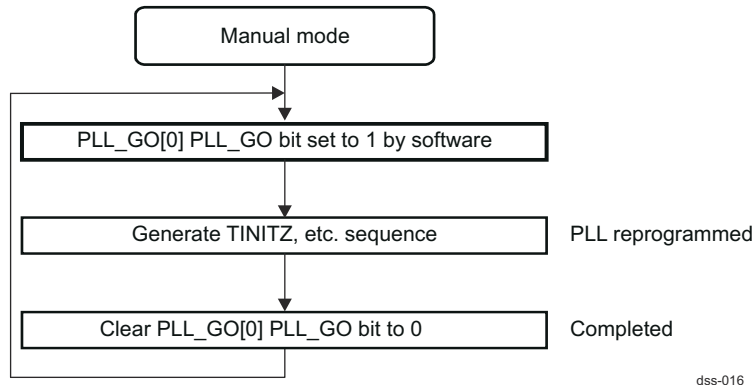 Manual mode
PLL_GO[0] PLL_GO bit set to 1 by software
Generate TINITZ, etc. sequence
PLL reprogrammed
Clear PLL_GO[0] PLL_GO bit to 0
Completed
dss-016